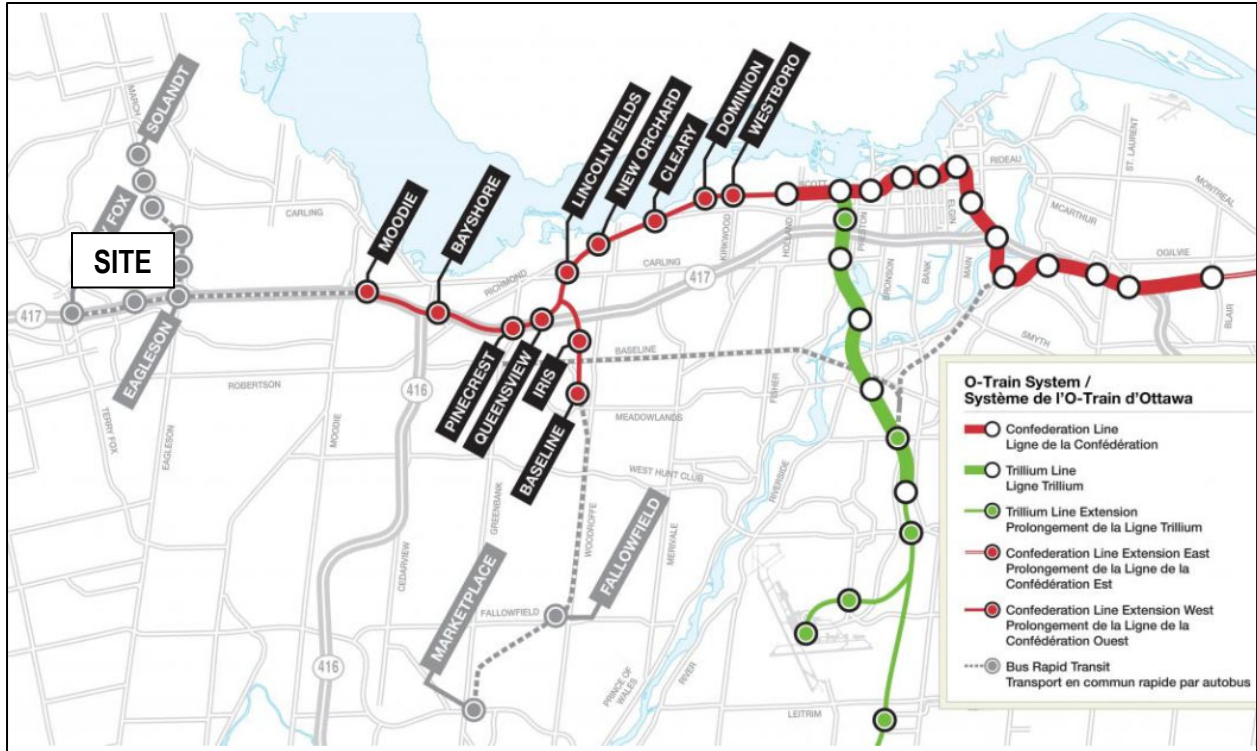 SOLANDT
MARCH
Y FOX
SITE
417
EAGLESON
CARLING
MOODIE
BAYSHORE
RICHMOND
LINCOLN FIELDS
NEW ORCHARD
CLEARY
DOMINION
WESTBORO
KIRKWOOD
CARLING
417
HOLLAND
SCOTT
PRESTON
BRONSON
BANK
ELGIN
MAIN
RIDEAU
MCARTHUR
ST. LAURENT
MONTREAL
OGILVIE
BLAIR
SMYTH
ROBERTSON
416
PINECREST
QUEENSVIEW
IRIS
BASELINE
BASELINE
MEADOWLANDS
FISHER
TERRY FOX
EAGLESON
MOODIE
GREENBANK
WEST HUNT CLUB
RIVERSIDE
WOODROFFE
MERIVALE
CEDARVIEW
MARKETPLACE
FALLOWFIELD
FALLOWFIELD
416
PRINCE OF
WALES
RIVER
LEITRIM
O-Train System /
Système de l'O-Train d'Ottawa
Confederation Line
Ligne de la Confédération
Trillium Line
Ligne Trillium
Trillium Line Extension
Prolongement de la Ligne Trillium
Confederation Line Extension East
Prolongement de la Ligne de la
Confédération Est
Confederation Line Extension West
Prolongement de la Ligne de la
Confédération Ouest
Bus Rapid Transit
Transport en commun rapide par autobus